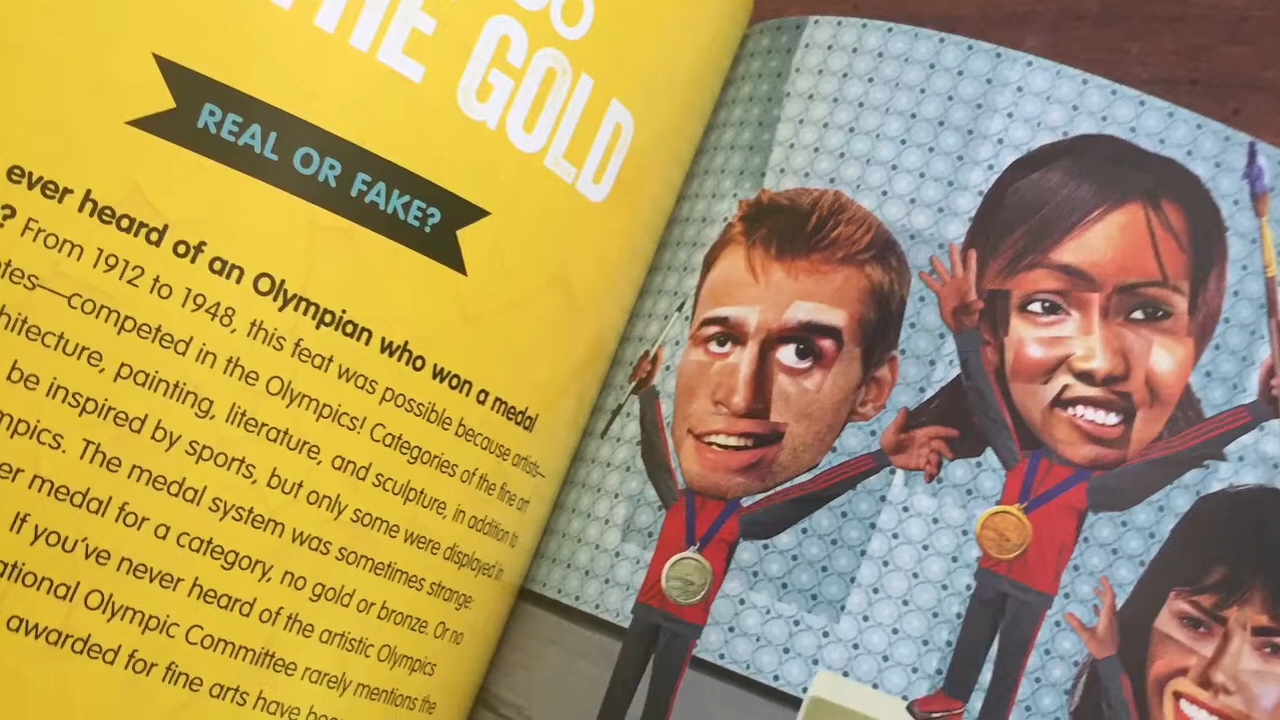 THE GOLD
REAL OR FAKE?
ever heard of an Olympian who won a medal
? From 1912 to 1948, this feat was possible because artists—
—competed in the Olympics! Categories of the fine art
architecture, painting, literature, and sculpture, in addition to
be inspired by sports, but only some were displayed in
mpics. The medal system was sometimes strange:
er medal for a category, no gold or bronze. Or no
If you've never heard of the artistic Olympics
ational Olympic Committee rarely mentions the
awarded for fine arts have bee